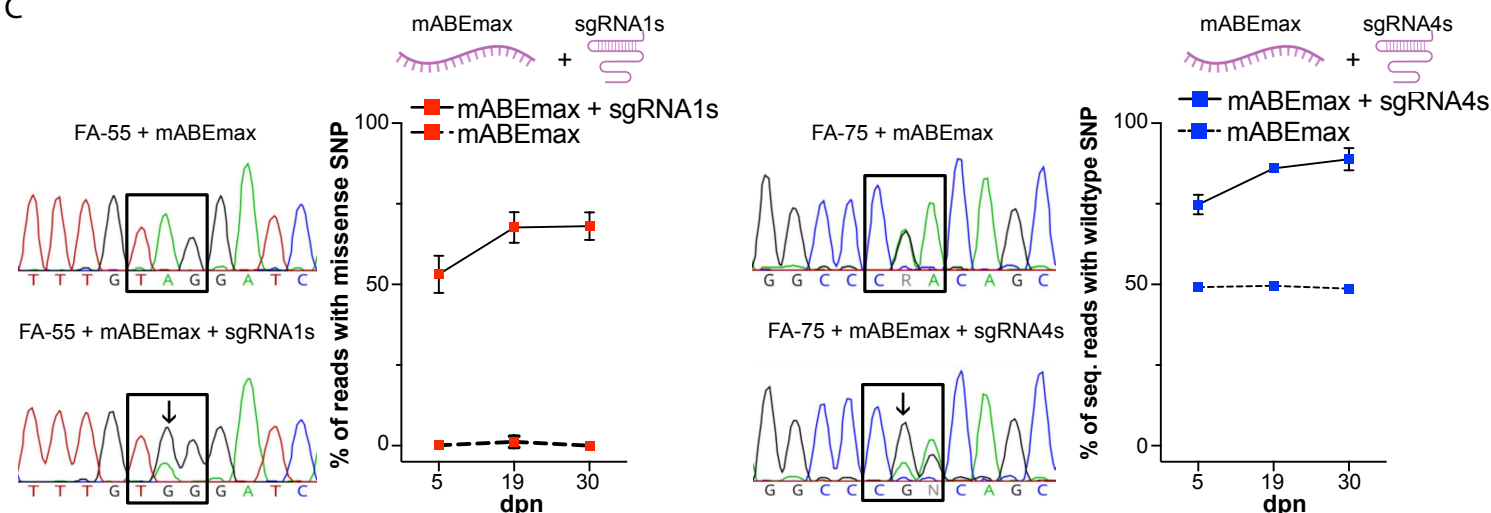 C
mABEmax
sgRNA1s
+
mABEmax + sgRNA1s
mABEmax
FA-55 + mABEmax
T T T G T A G G A T C
FA-55 + mABEmax + sgRNA1s
T T T G T G G G A T C
% of reads with missense SNP
100
50
0
5 19 30
dpn
mABEmax
sgRNA4s
+
mABEmax + sgRNA4s
mABEmax
FA-75 + mABEmax
G G C C C R A C A G C
FA-75 + mABEmax + sgRNA4s
G G C C C G N C A G C
% of seq. reads with wildtype SNP
100
50
0
5 19 30
dpn